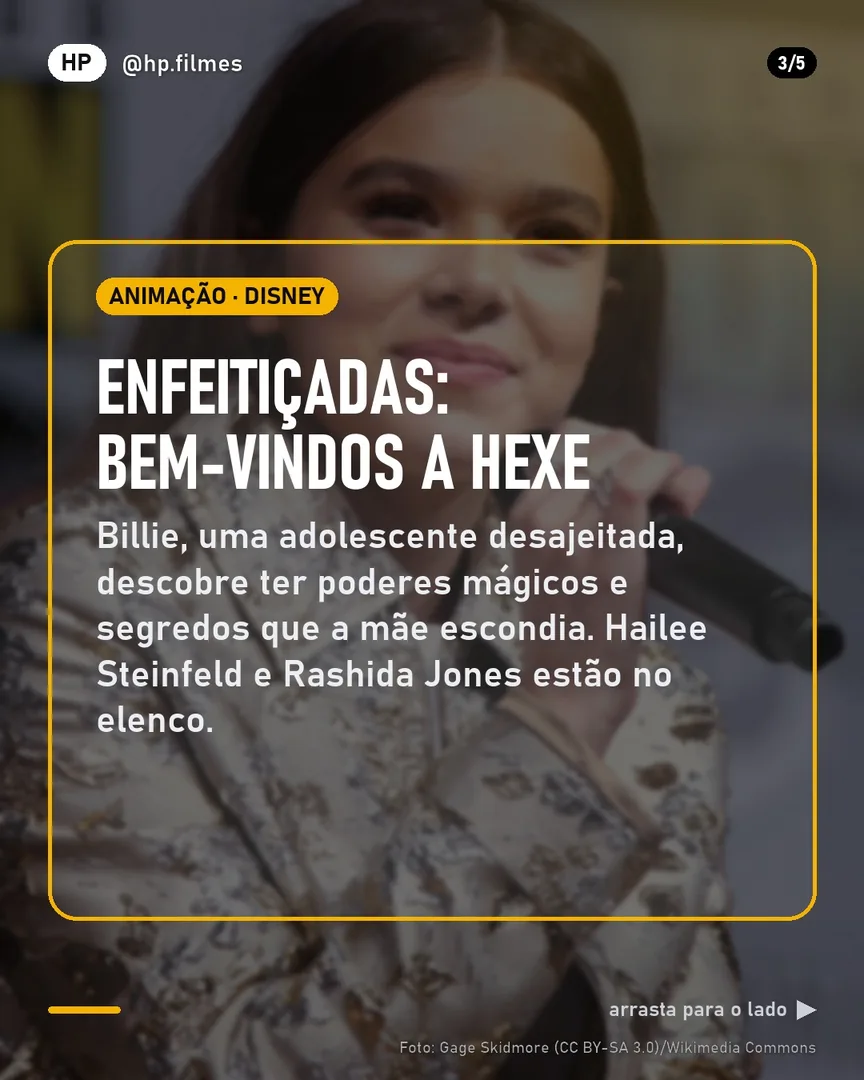 HP @hp.filmes 3/5
ANIMAÇÃO · DISNEY
ENFEITIÇADAS:
BEM-VINDOS A HEXE
Billie, uma adolescente desajeitada,
descobre ter poderes mágicos e
segredos que a mãe escondia. Hailee
Steinfeld e Rashida Jones estão no
elenco.
arrasta para o lado ▶
Foto: Gage Skidmore (CC BY-SA 3.0)/Wikimedia Commons